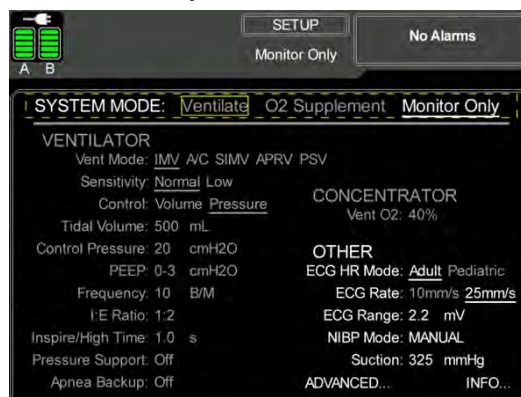 SETUP
No Alarms
Monitor Only
A B
SYSTEM MODE: Ventilate O2 Supplement Monitor Only
VENTILATOR
Vent Mode: IMV A/C SIMV APRV PSV
Sensitivity: Normal Low
Control: Volume Pressure
Tidal Volume: 500 mL
Control Pressure: 20 cmH2O
PEEP: 0-3 cmH2O
Frequency: 10 B/M
I:E Ratio: 1:2
Inspire/High Time: 1.0 s
Pressure Support: Off
Apnea Backup: Off
CONCENTRATOR
Vent O2: 40%
OTHER
ECG HR Mode: Adult Pediatric
ECG Rate: 10mm/s 25mm/s
ECG Range: 2.2 mV
NIBP Mode: MANUAL
Suction: 325 mmHg
ADVANCED... INFO...